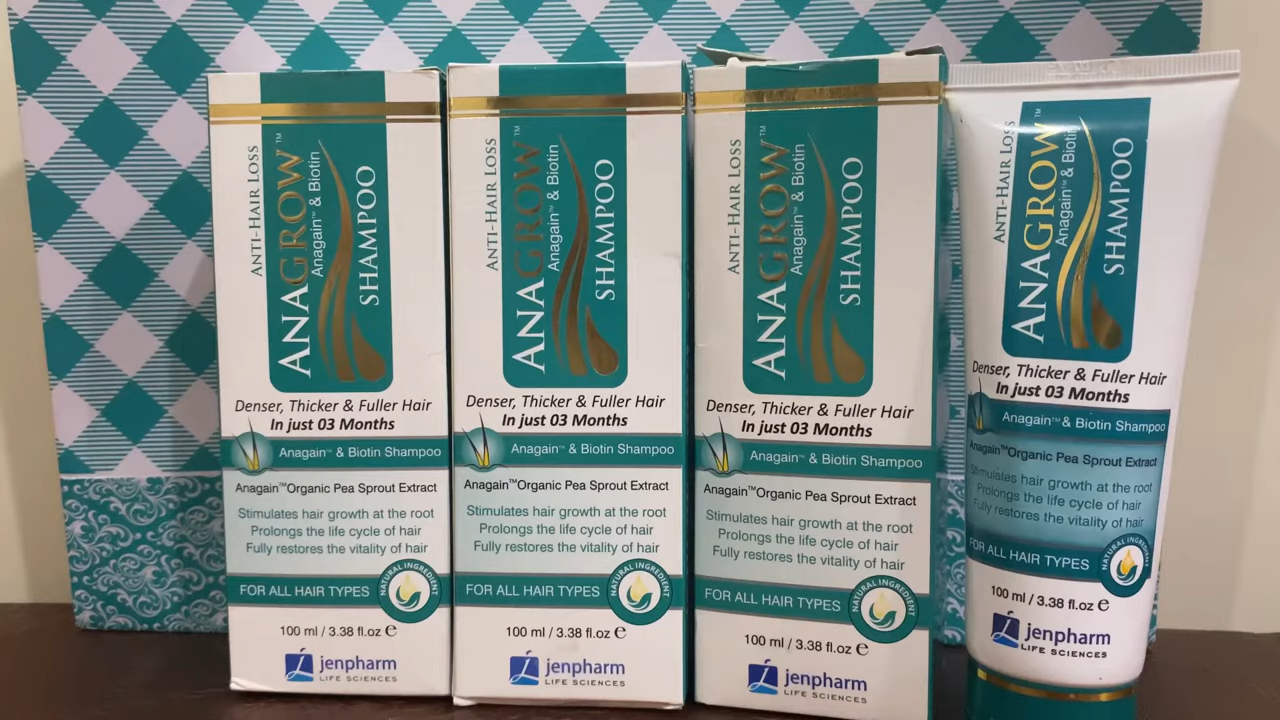 ANTI-HAIR LOSS
ANAGROW™
Anagain™ & Biotin
SHAMPOO
Denser, Thicker & Fuller Hair
In just 03 Months
Anagain™ & Biotin Shampoo
Anagain™Organic Pea Sprout Extract
Stimulates hair growth at the root
Prolongs the life cycle of hair
Fully restores the vitality of hair
FOR ALL HAIR TYPES
NATURAL INGREDIENT
100 ml / 3.38 fl.oz ℮
jenpharm
LIFE SCIENCES
ANTI-HAIR LOSS
ANAGROW™
Anagain™ & Biotin
SHAMPOO
Denser, Thicker & Fuller Hair
In just 03 Months
Anagain™ & Biotin Shampoo
Anagain™Organic Pea Sprout Extract
Stimulates hair growth at the root
Prolongs the life cycle of hair
Fully restores the vitality of hair
FOR ALL HAIR TYPES
NATURAL INGREDIENT
100 ml / 3.38 fl.oz ℮
jenpharm
LIFE SCIENCES
ANTI-HAIR LOSS
ANAGROW™
Anagain™ & Biotin
SHAMPOO
Denser, Thicker & Fuller Hair
In just 03 Months
Anagain™ & Biotin Shampoo
Anagain™Organic Pea Sprout Extract
Stimulates hair growth at the root
Prolongs the life cycle of hair
Fully restores the vitality of hair
FOR ALL HAIR TYPES
NATURAL INGREDIENT
100 ml / 3.38 fl.oz ℮
jenpharm
LIFE SCIENCES
ANTI-HAIR LOSS
ANAGROW™
Anagain™ & Biotin
SHAMPOO
Denser, Thicker & Fuller Hair
In just 03 Months
Anagain™ & Biotin Shampoo
Anagain™Organic Pea Sprout Extract
Stimulates hair growth at the root
Prolongs the life cycle of hair
Fully restores the vitality of hair
FOR ALL HAIR TYPES
NATURAL INGREDIENT
100 ml / 3.38 fl.oz ℮
jenpharm
LIFE SCIENCES